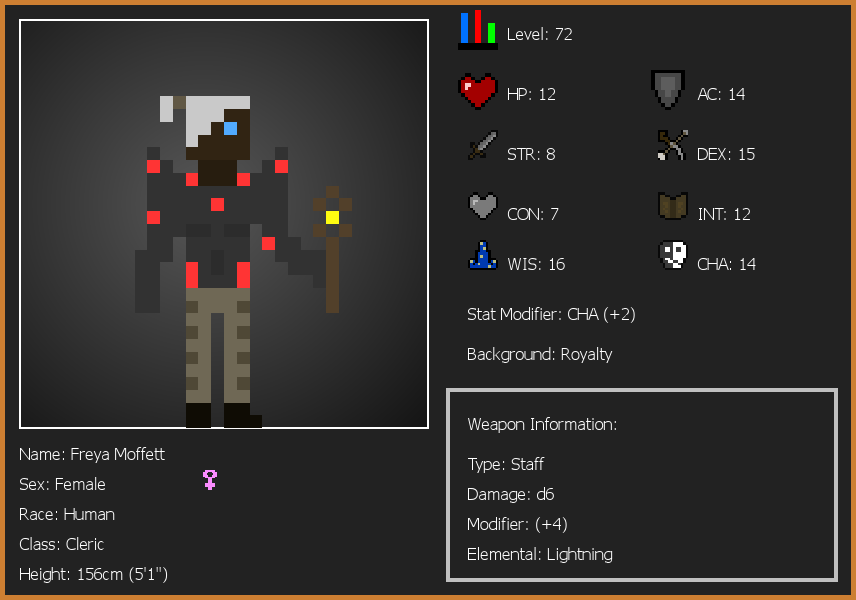 Level: 72
HP: 12
AC: 14
STR: 8
DEX: 15
CON: 7
INT: 12
WIS: 16
CHA: 14
Stat Modifier: CHA (+2)
Background: Royalty
Weapon Information:
Type: Staff
Damage: d6
Modifier: (+4)
Elemental: Lightning
Name: Freya Moffett
Sex: Female
Race: Human
Class: Cleric
Height: 156cm (5'1")